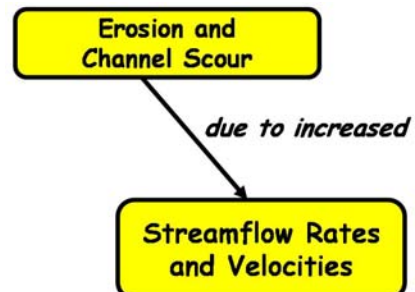 Erosion and
Channel Scour
due to increased
Streamflow Rates
and Velocities